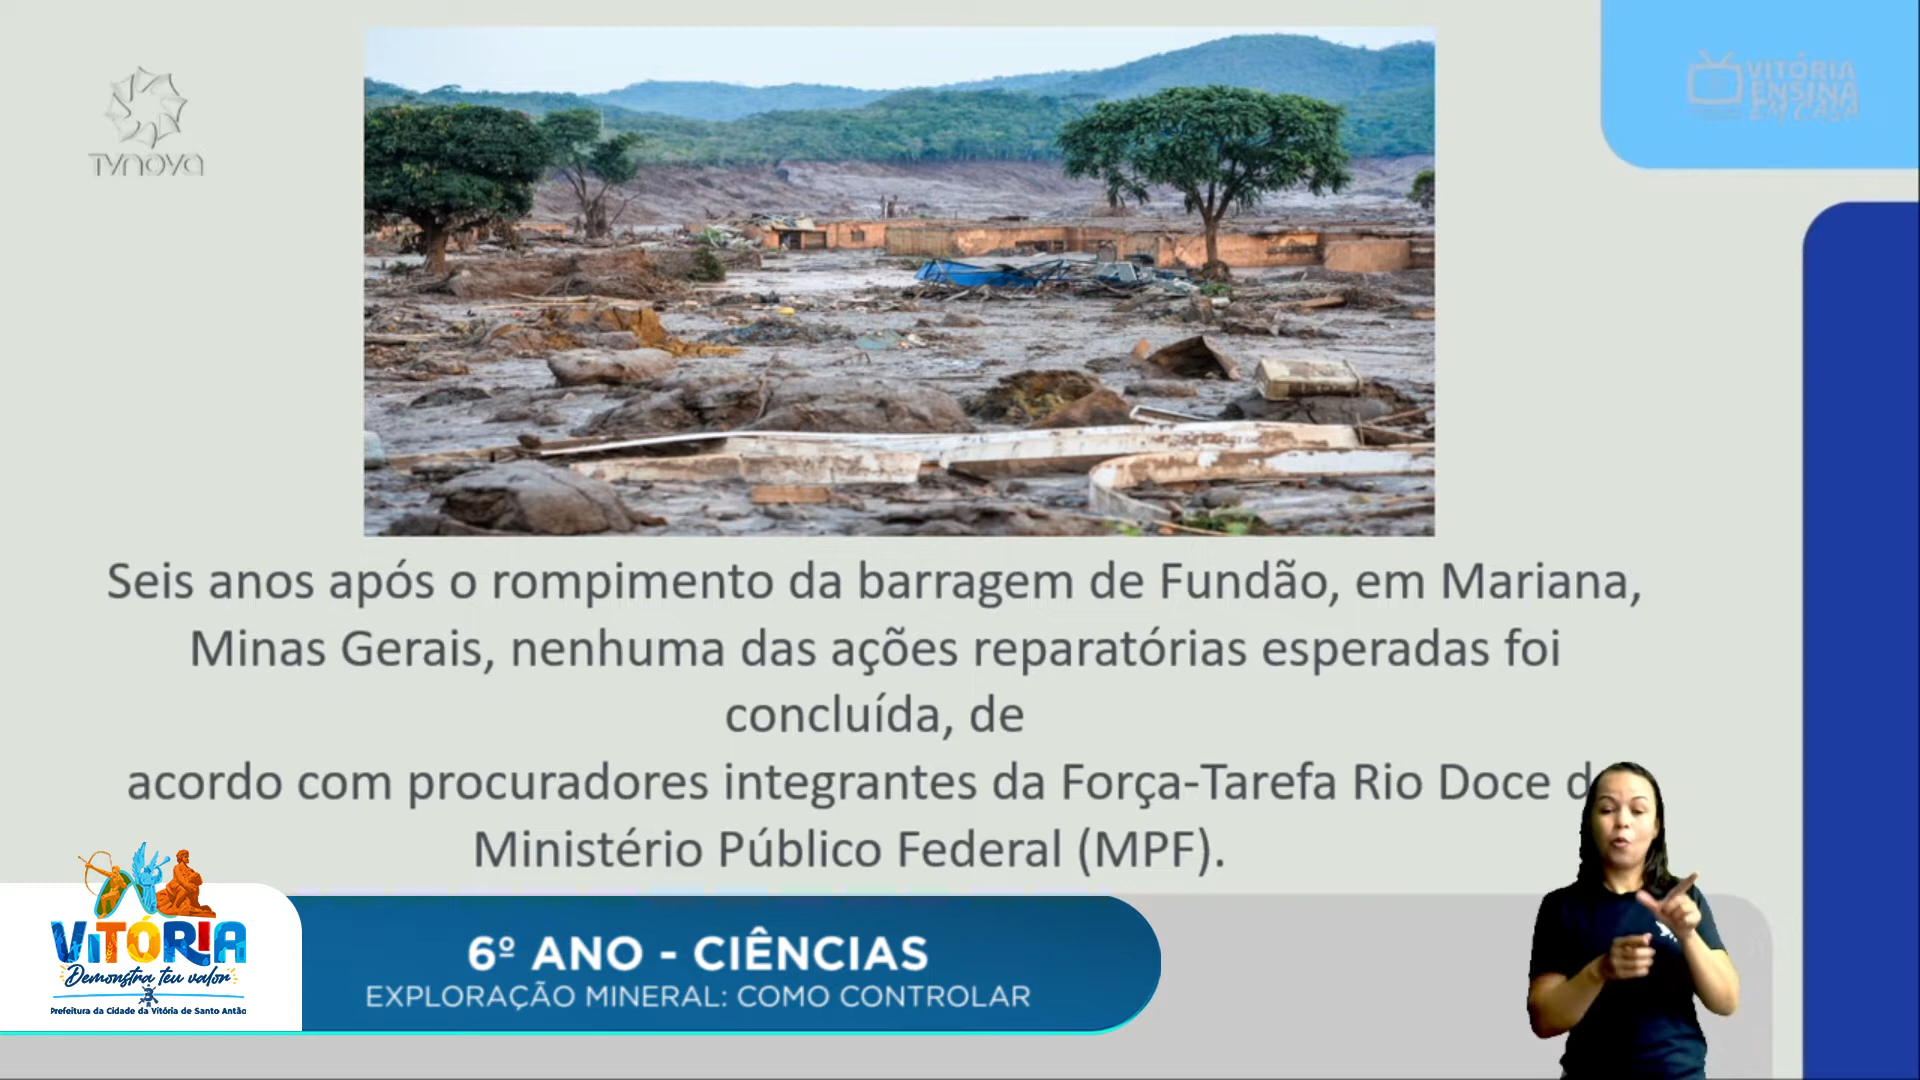 TVNOVA
VITÓRIA
ENSINA
EM CASA
Seis anos após o rompimento da barragem de Fundão, em Mariana,
Minas Gerais, nenhuma das ações reparatórias esperadas foi
concluída, de
acordo com procuradores integrantes da Força-Tarefa Rio Doce d
Ministério Público Federal (MPF).
VITÓRIA
Demonstra teu valor
Prefeitura da Cidade da Vitória de Santo Antão
6º ANO - CIÊNCIAS
EXPLORAÇÃO MINERAL: COMO CONTROLAR